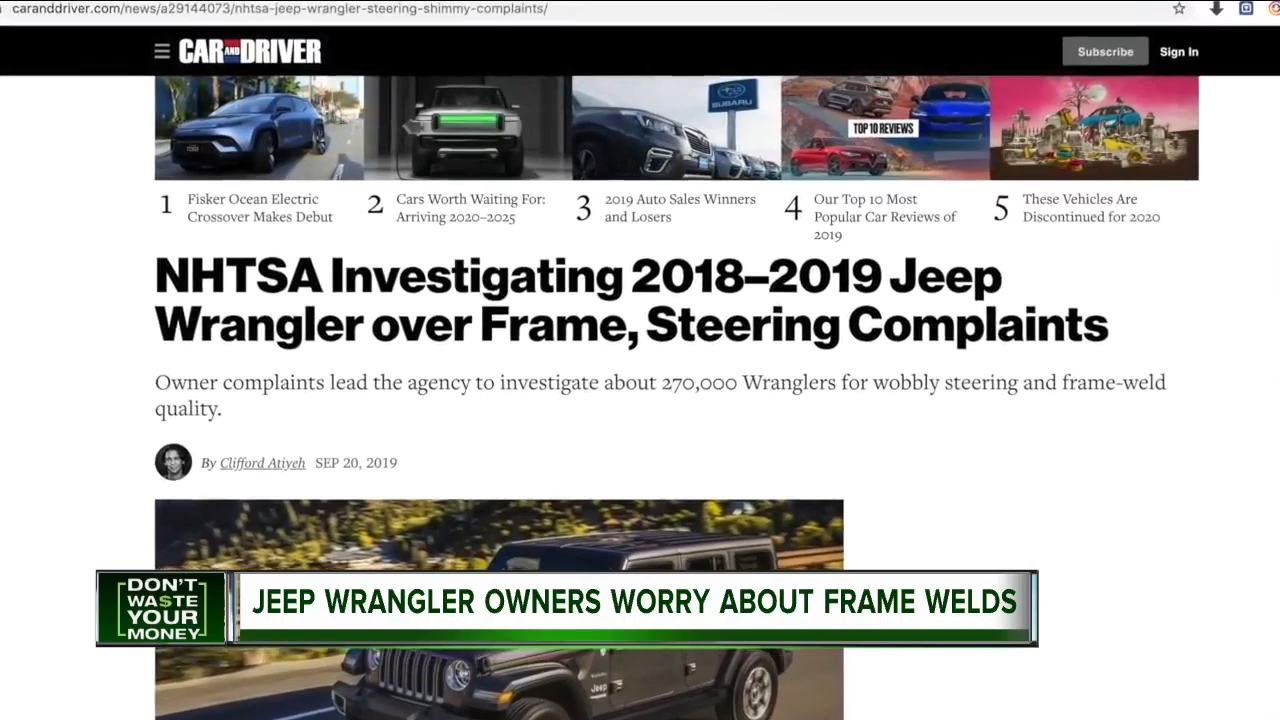 caranddriver.com/news/a29144073/nhtsa-jeep-wrangler-steering-shimmy-complaints/
CAR AND DRIVER
Subscribe
Sign In
SUBARU
TOP 10 REVIEWS
1 Fisker Ocean Electric
Crossover Makes Debut
2 Cars Worth Waiting For:
Arriving 2020–2025
3 2019 Auto Sales Winners
and Losers
4 Our Top 10 Most
Popular Car Reviews of
2019
5 These Vehicles Are
Discontinued for 2020
NHTSA Investigating 2018–2019 Jeep
Wrangler over Frame, Steering Complaints
Owner complaints lead the agency to investigate about 270,000 Wranglers for wobbly steering and frame-weld
quality.
By Clifford Atiyeh SEP 20, 2019
DON'T
WA$TE
YOUR
MONEY
JEEP WRANGLER OWNERS WORRY ABOUT FRAME WELDS
Jeep